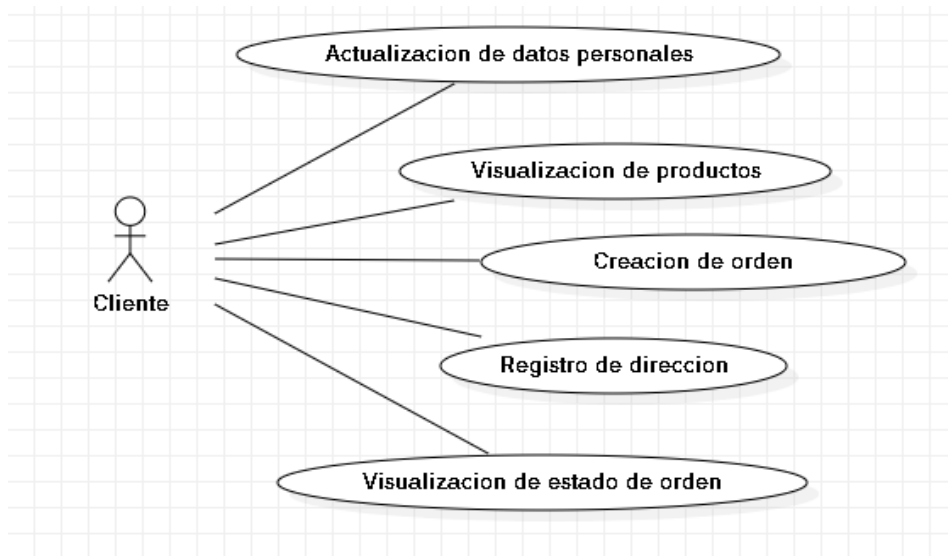 Actualizacion de datos personales
Visualizacion de productos
Creacion de orden
Cliente
Registro de direccion
Visualizacion de estado de orden